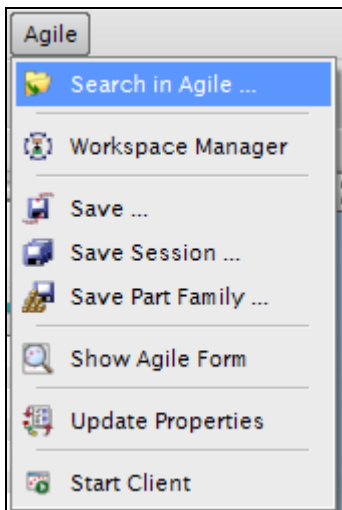 Agile
Search in Agile ...
Workspace Manager
Save ...
Save Session ...
Save Part Family ...
Show Agile Form
Update Properties
Start Client